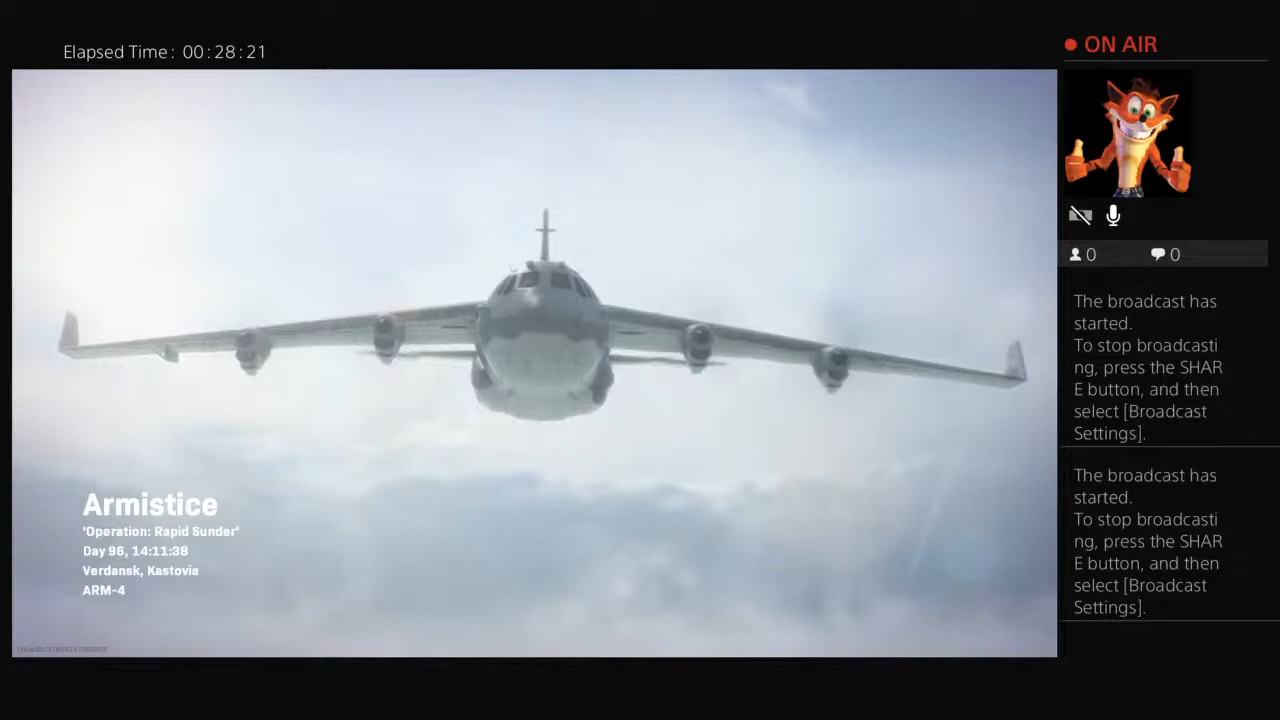 Elapsed Time: 00:28:21
ON AIR
0
0
The broadcast has
started.
To stop broadcasti
ng, press the SHAR
E button, and then
select [Broadcast
Settings].
The broadcast has
started.
To stop broadcasti
ng, press the SHAR
E button, and then
select [Broadcast
Settings].
Armistice
'Operation: Rapid Sunder'
Day 96, 14:11:38
Verdansk, Kastovia
ARM-4